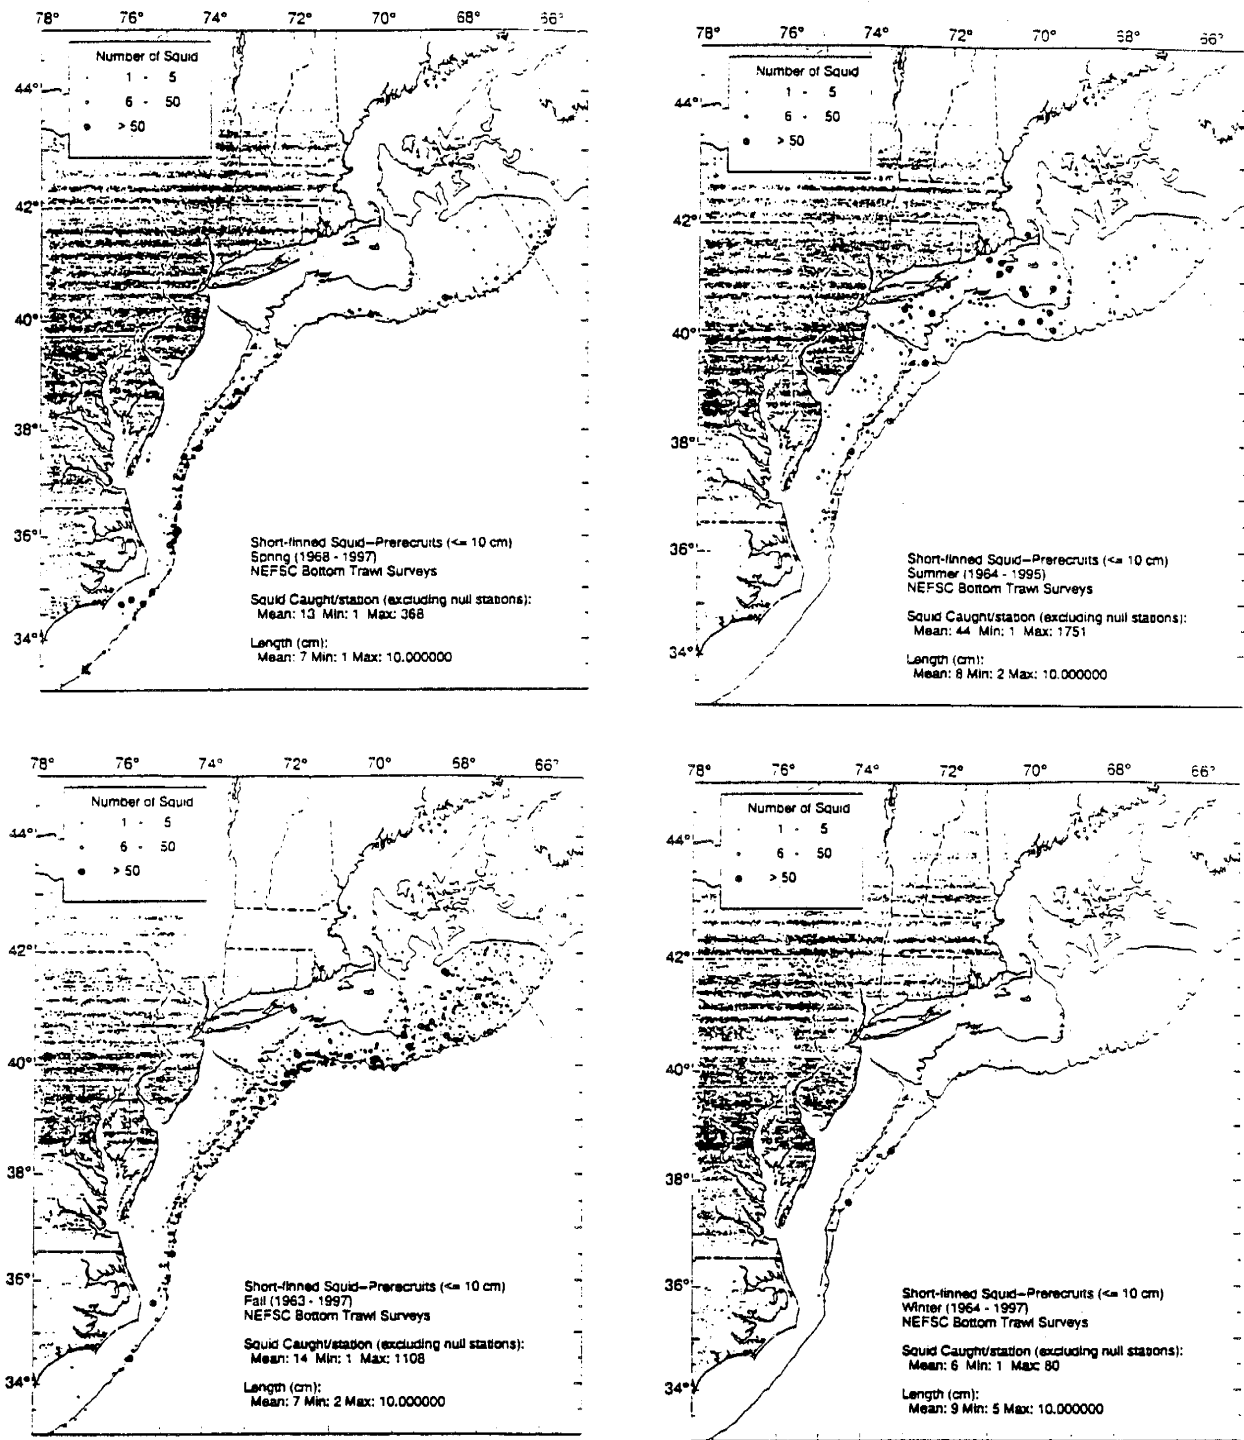 78° 76° 74° 72° 70° 68° 66°
Number of Squid
1 - 5
6 - 50
> 50
44°
42°
40°
38°
36°
34°
Short-finned Squid–Prerecruits (<= 10 cm)
Spring (1968 - 1997)
NEFSC Bottom Trawl Surveys
Squid Caught/station (excluding null stations):
Mean: 13 Min: 1 Max: 368
Length (cm):
Mean: 7 Min: 1 Max: 10.000000
78° 76° 74° 72° 70° 68° 66°
Number of Squid
1 - 5
6 - 50
> 50
44°
42°
40°
38°
36°
34°
Short-finned Squid–Prerecruits (<= 10 cm)
Summer (1964 - 1995)
NEFSC Bottom Trawl Surveys
Squid Caught/station (excluding null stations):
Mean: 44 Min: 1 Max: 1751
Length (cm):
Mean: 8 Min: 2 Max: 10.000000
78° 76° 74° 72° 70° 68° 66°
Number of Squid
1 - 5
6 - 50
> 50
44°
42°
40°
38°
36°
34°
Short-finned Squid–Prerecruits (<= 10 cm)
Fall (1963 - 1997)
NEFSC Bottom Trawl Surveys
Squid Caught/station (excluding null stations):
Mean: 14 Min: 1 Max: 1108
Length (cm):
Mean: 7 Min: 2 Max: 10.000000
78° 76° 74° 72° 70° 68° 66°
Number of Squid
1 - 5
6 - 50
> 50
44°
42°
40°
38°
36°
34°
Short-finned Squid–Prerecruits (<= 10 cm)
Winter (1964 - 1997)
NEFSC Bottom Trawl Surveys
Squid Caught/station (excluding null stations):
Mean: 6 Min: 1 Max: 80
Length (cm):
Mean: 9 Min: 5 Max: 10.000000